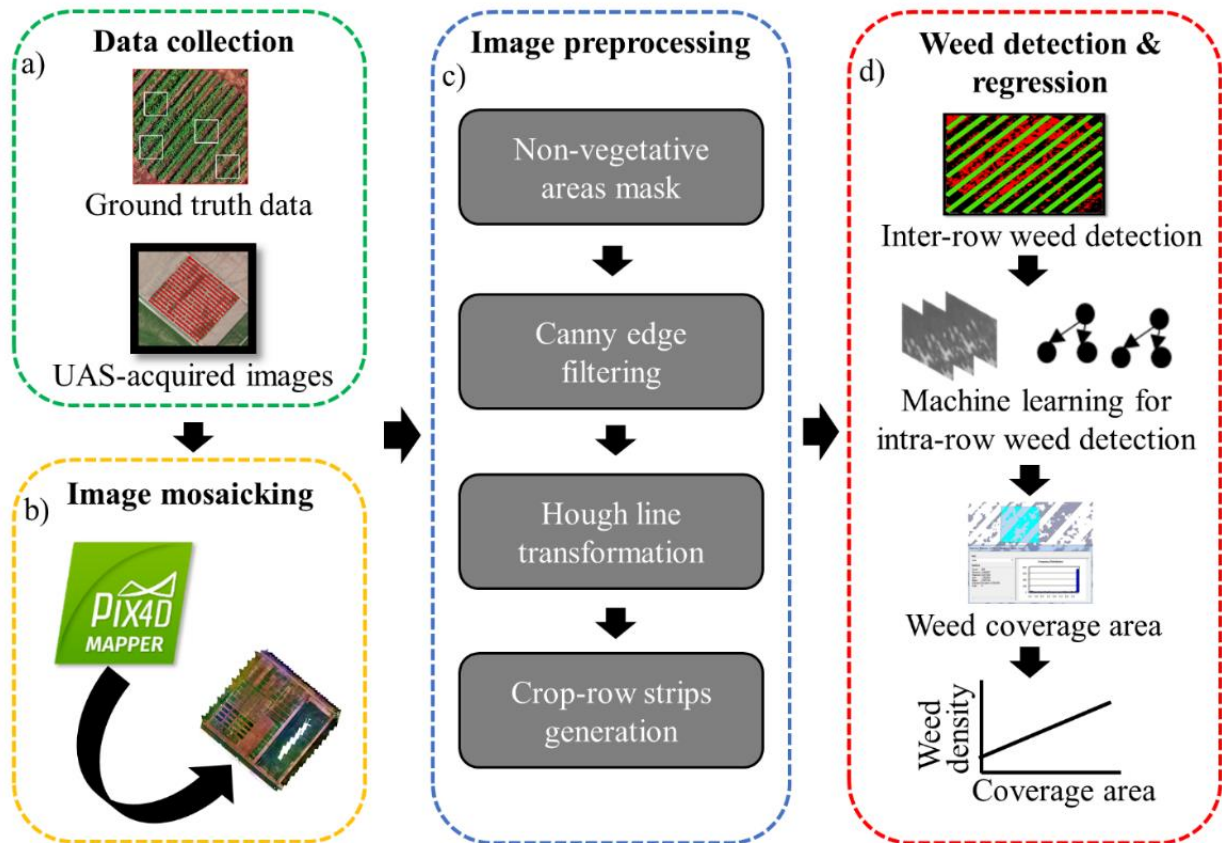 a)
Data collection
Ground truth data
UAS-acquired images
b)
Image mosaicking
PIX4D
MAPPER
c)
Image preprocessing
Non-vegetative
areas mask
Canny edge
filtering
Hough line
transformation
Crop-row strips
generation
d)
Weed detection &
regression
Inter-row weed detection
Machine learning for
intra-row weed detection
Weed coverage area
Weed
density
Coverage area